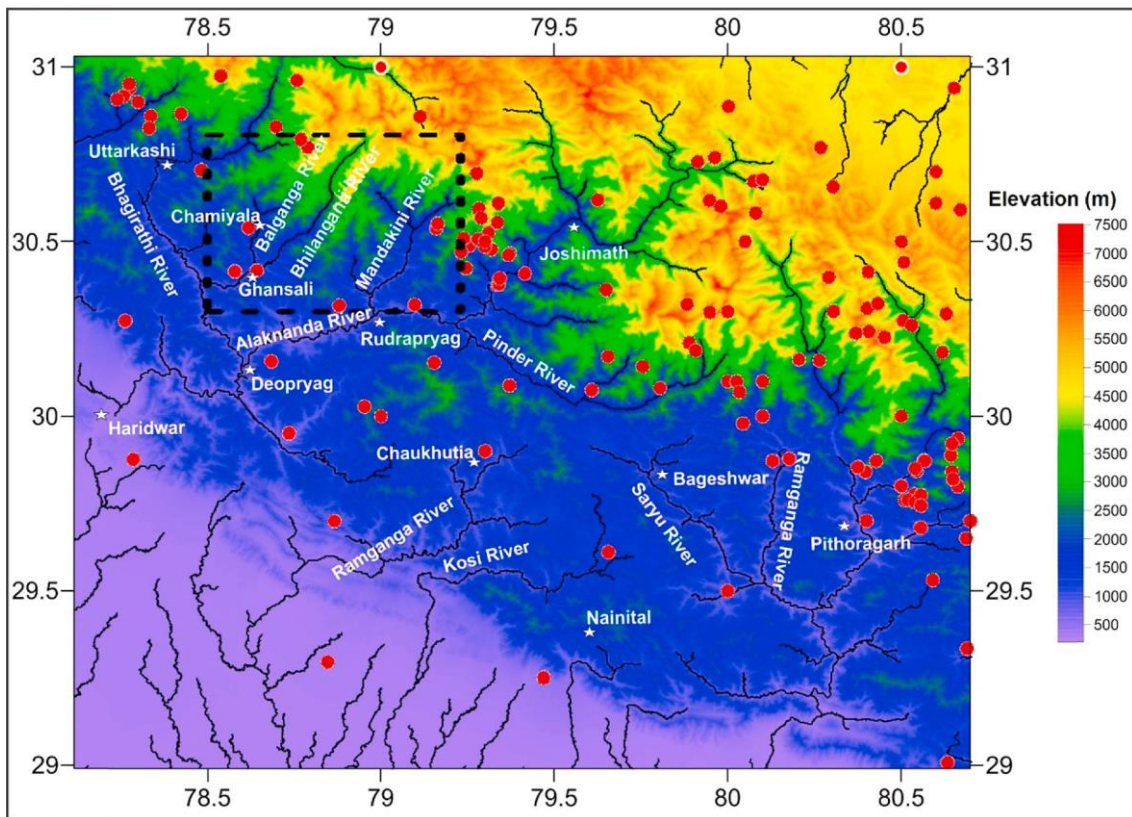 78.5 79 79.5 80 80.5
31 31
Elevation (m)
7500
7000
6500
6000
5500
5000
4500
4000
3500
3000
2500
2000
1500
1000
500
Uttarkashi
Bhagirathi River
Chamiyala
Balganga River
Bhilangana River
Mandakini River
Ghansali
30.5 30.5
Joshimath
Alaknanda River
Rudrapryag
Pinder River
Deopryag
30 30
Haridwar
Chaukhutia
Bageshwar
Ramganga River
Saryu River
Ramganga River
Pithoragarh
Kosi River
29.5 29.5
Nainital
29 29
78.5 79 79.5 80 80.5